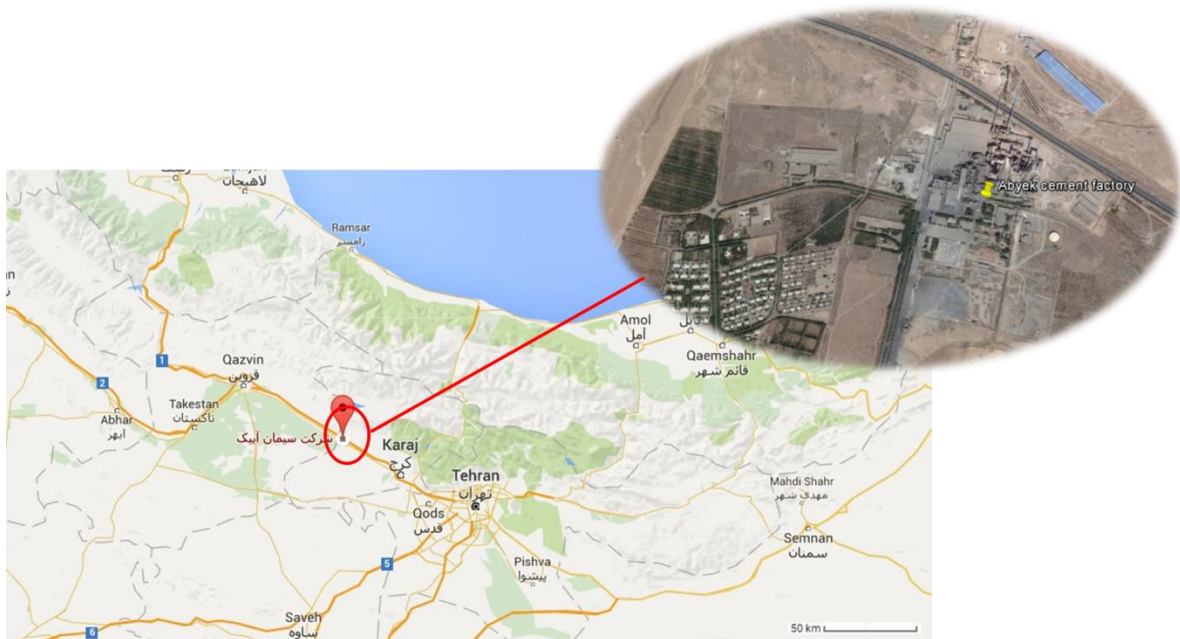 Abyek cement factory
لاهیجان
Ramsar
رامسر
Amol
آمل
بابل
Qaemshahr
قائم شهر
1
Qazvin
قزوین
2
Takestan
تاکستان
Abhar
ابهر
شرکت سیمان آبیک
Karaj
کرج
Tehran
تهران
Mahdi Shahr
مهدی شهر
Qods
قدس
Semnan
سمنان
5
Pishva
پیشوا
Saveh
ساوه
6
50 km